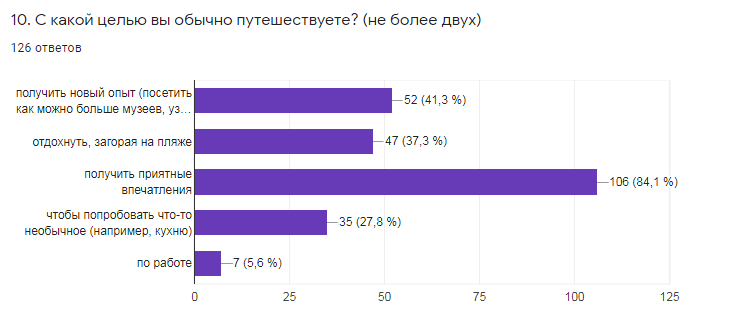 10. С какой целью вы обычно путешествуете? (не более двух)
126 ответов
получить новый опыт (посетить
как можно больше музеев, уз...
52 (41,3 %)
отдохнуть, загорая на пляже
47 (37,3 %)
получить приятные
впечатления
106 (84,1 %)
чтобы попробовать что-то
необычное (например, кухню)
35 (27,8 %)
по работе
7 (5,6 %)
0
25
50
75
100
125